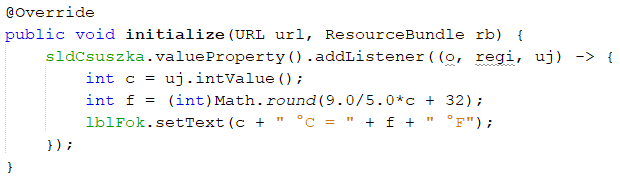 @Override
public void initialize(URL url, ResourceBundle rb) {
    sldCsuszka.valueProperty().addListener((o, regi, uj) -> {
        int c = uj.intValue();
        int f = (int)Math.round(9.0/5.0*c + 32);
        lblFok.setText(c + " °C = " + f + " °F");
    });
}